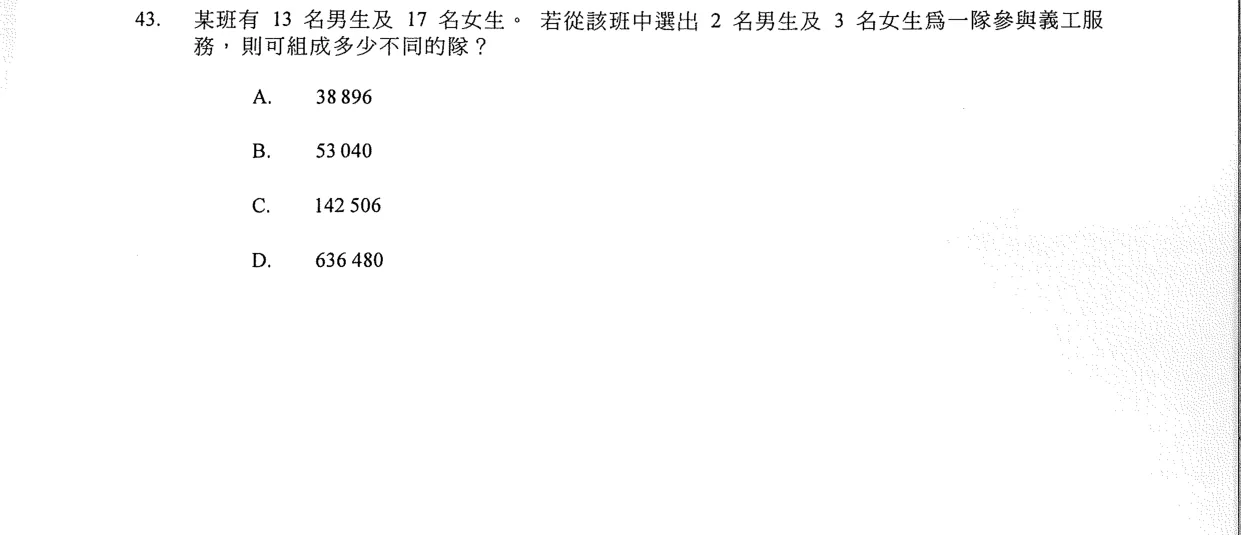 43. 某班有 13 名男生及 17 名女生。 若從該班中選出 2 名男生及 3 名女生爲一隊參與義工服
務，則可組成多少不同的隊？
A. 38 896
B. 53 040
C. 142 506
D. 636 480